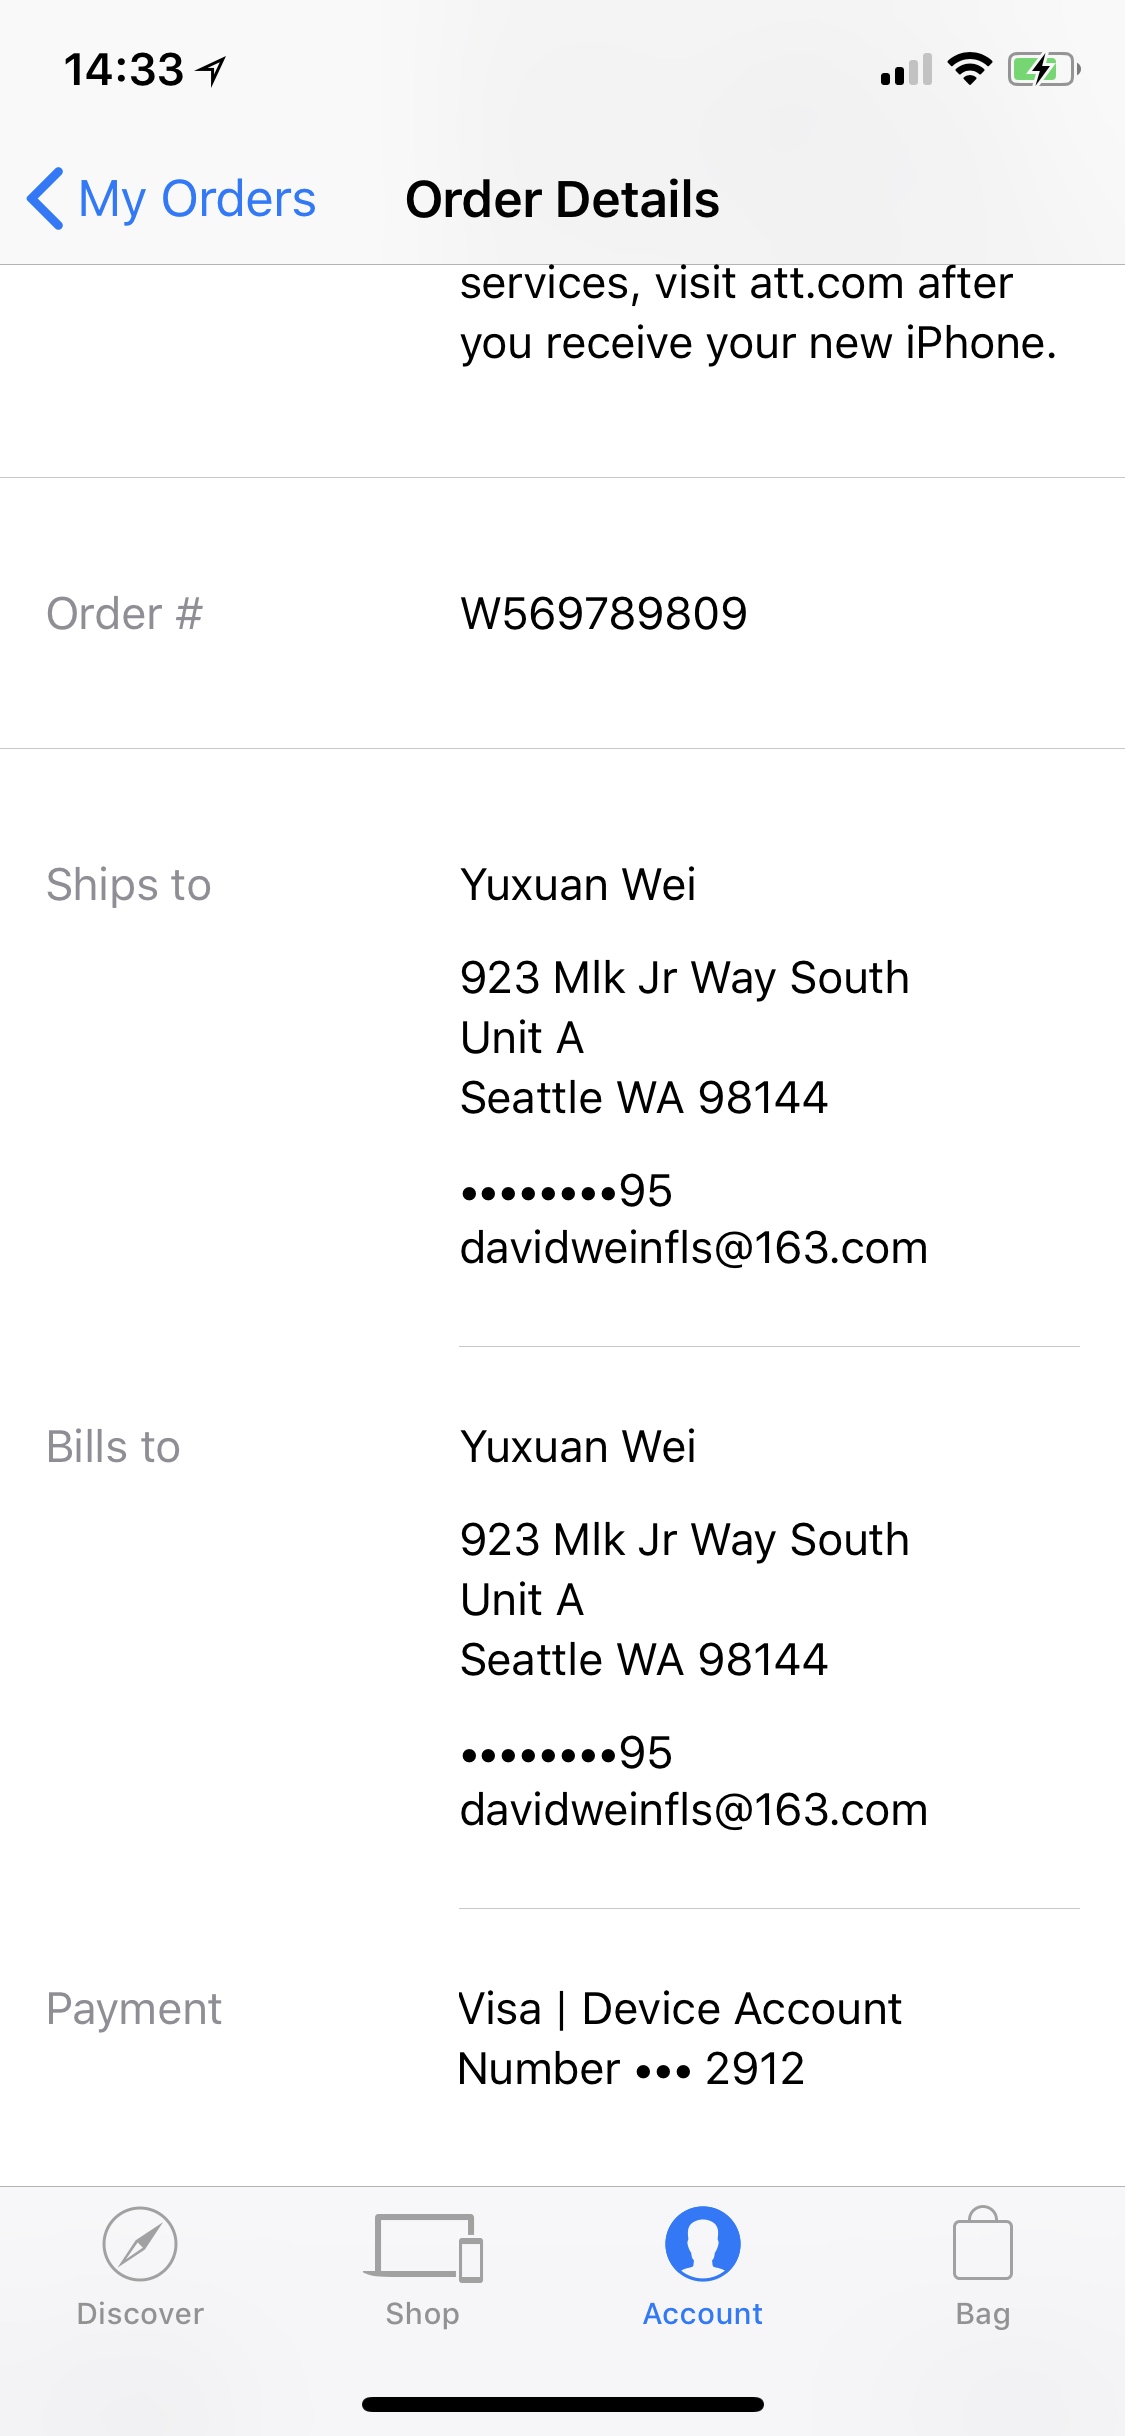 14:33
My Orders
Order Details
services, visit att.com after
you receive your new iPhone.
Order #
W569789809
Ships to
Yuxuan Wei
923 Mlk Jr Way South
Unit A
Seattle WA 98144
••••••••95
davidweinfls@163.com
Bills to
Yuxuan Wei
923 Mlk Jr Way South
Unit A
Seattle WA 98144
••••••••95
davidweinfls@163.com
Payment
Visa | Device Account
Number ••• 2912
Discover
Shop
Account
Bag